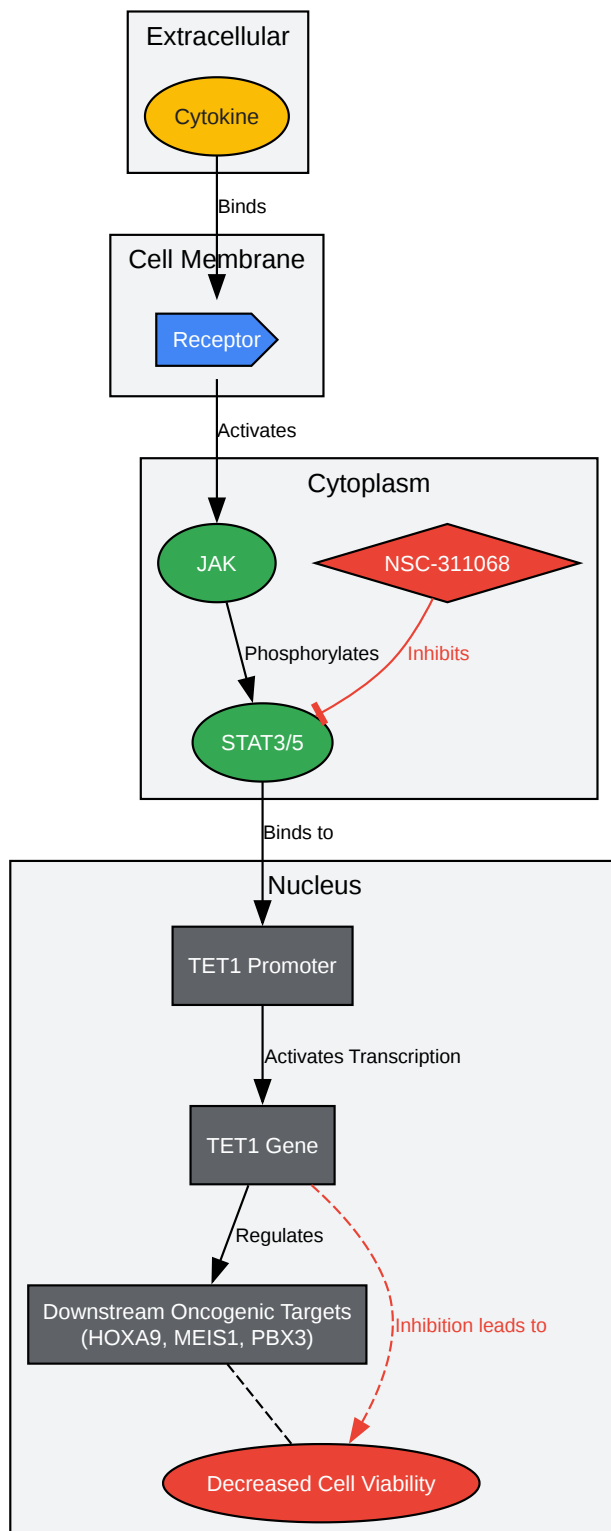 Extracellular
Cytokine
Binds
Cell Membrane
Receptor
Activates
Cytoplasm
JAK
NSC-311068
Phosphorylates
Inhibits
STAT3/5
Binds to
Nucleus
TET1 Promoter
Activates Transcription
TET1 Gene
Regulates
Downstream Oncogenic Targets
(HOXA9, MEIS1, PBX3)
Inhibition leads to
Decreased Cell Viability